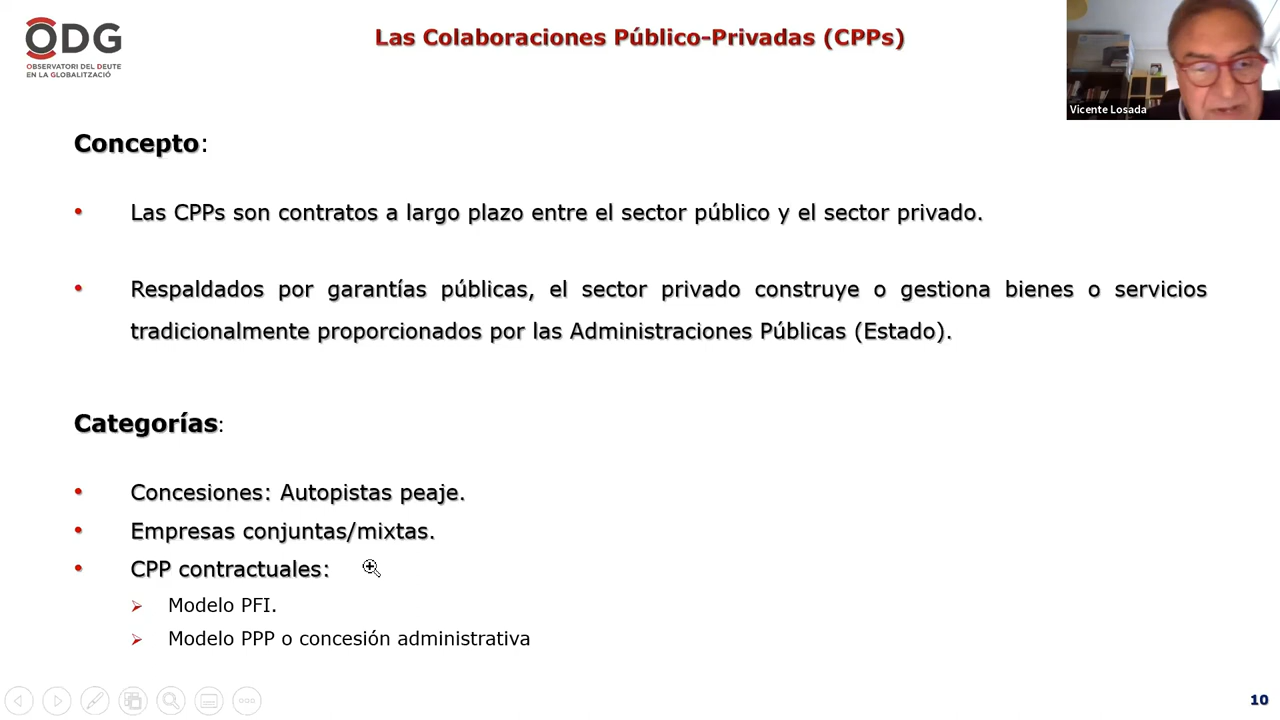 ODG
OBSERVATORI DEL DEUTE
EN LA GLOBALITZACIÓ
Las Colaboraciones Público-Privadas (CPPs)
Vicente Losada
Concepto:
• Las CPPs son contratos a largo plazo entre el sector público y el sector privado.
• Respaldados por garantías públicas, el sector privado construye o gestiona bienes o servicios
tradicionalmente proporcionados por las Administraciones Públicas (Estado).
Categorías:
• Concesiones: Autopistas peaje.
• Empresas conjuntas/mixtas.
• CPP contractuales:
➢ Modelo PFI.
➢ Modelo PPP o concesión administrativa
10